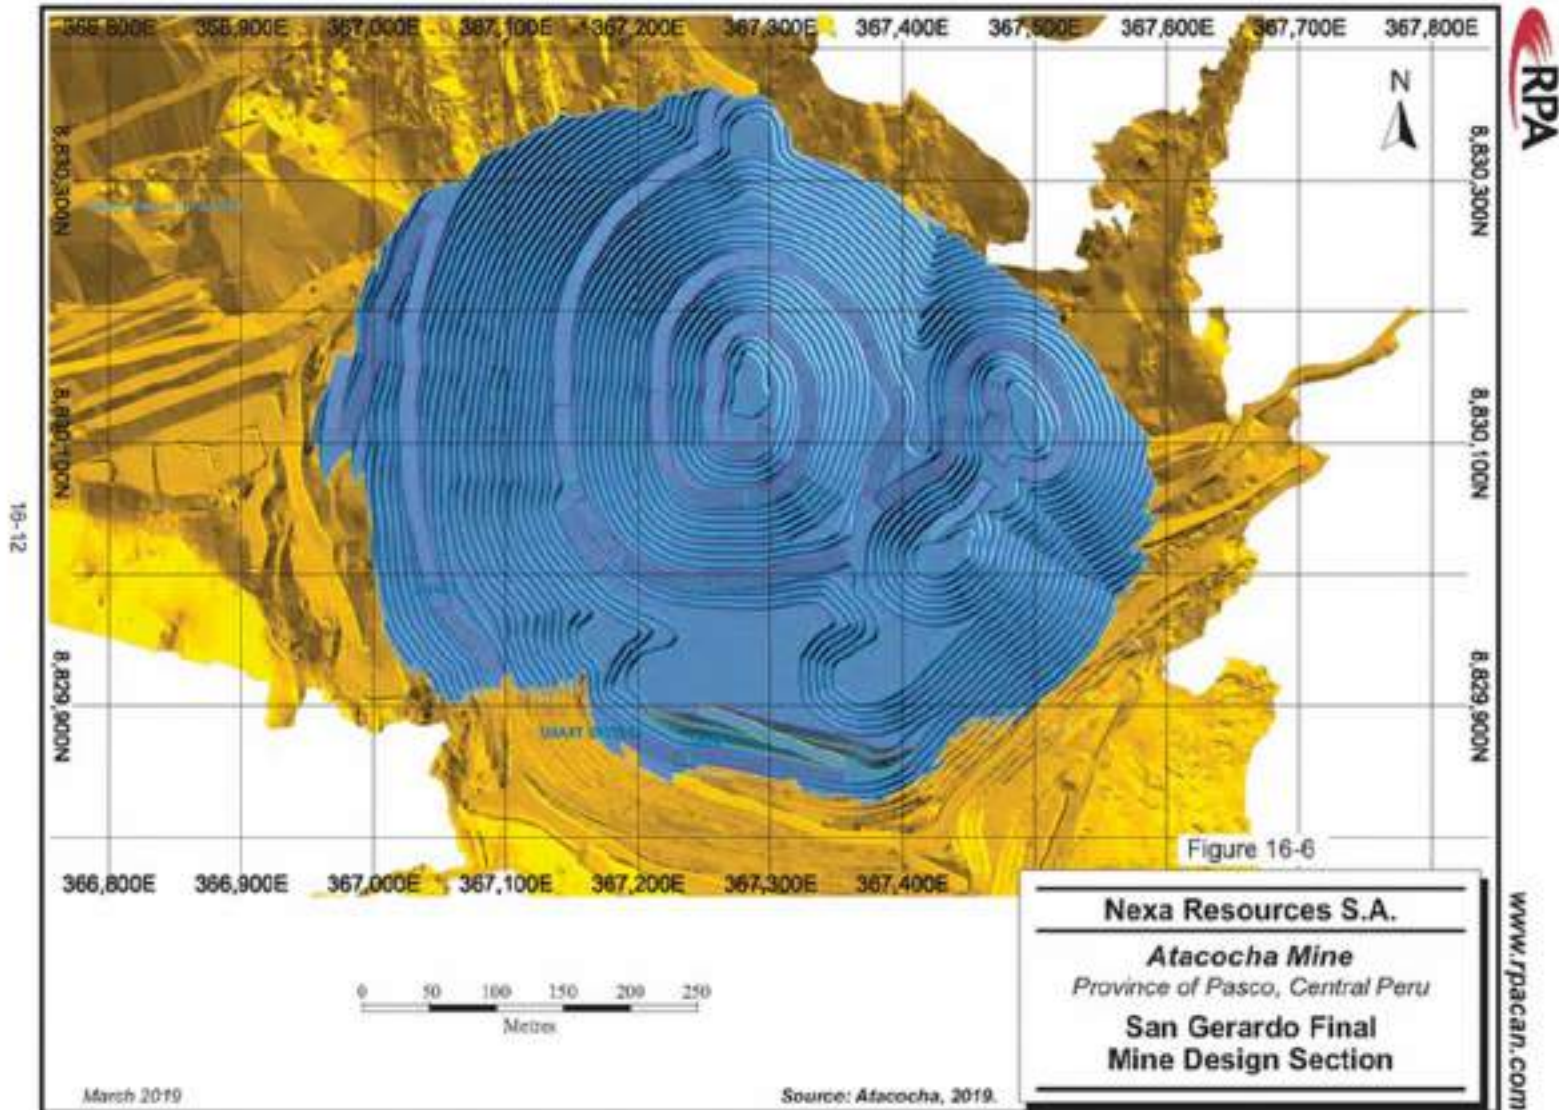 366,800E 366,900E 367,000E 367,100E 367,200E 367,300E 367,400E 367,500E 367,600E 367,700E 367,800E
RPA
N
8,830,300N
8,830,300N
8,830,100N
8,830,100N
16-12
8,829,900N
8,829,900N
Figure 16-6
366,800E 366,900E 367,000E 367,100E 367,200E 367,300E 367,400E
Nexa Resources S.A.
Atacocha Mine
Province of Pasco, Central Peru
San Gerardo Final
Mine Design Section
0 50 100 150 200 250
Metres
March 2019
Source: Atacocha, 2019.
www.rpacan.com